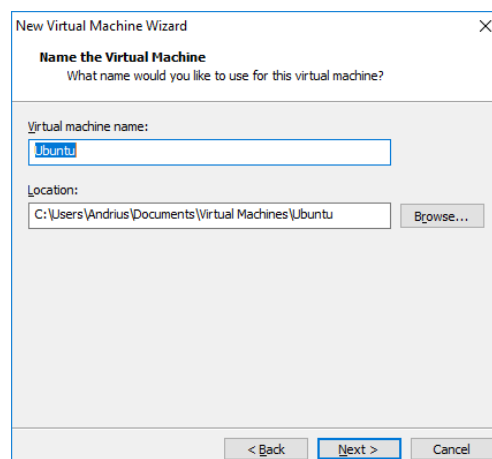 New Virtual Machine Wizard
Name the Virtual Machine
What name would you like to use for this virtual machine?
Virtual machine name:
Ubuntu
Location:
C:\Users\Andrius\Documents\Virtual Machines\Ubuntu
Browse...
< Back Next > Cancel